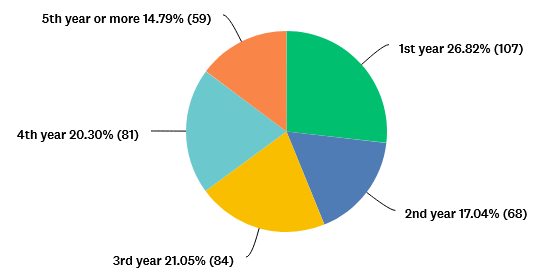 5th year or more 14.79% (59)
1st year 26.82% (107)
4th year 20.30% (81)
2nd year 17.04% (68)
3rd year 21.05% (84)